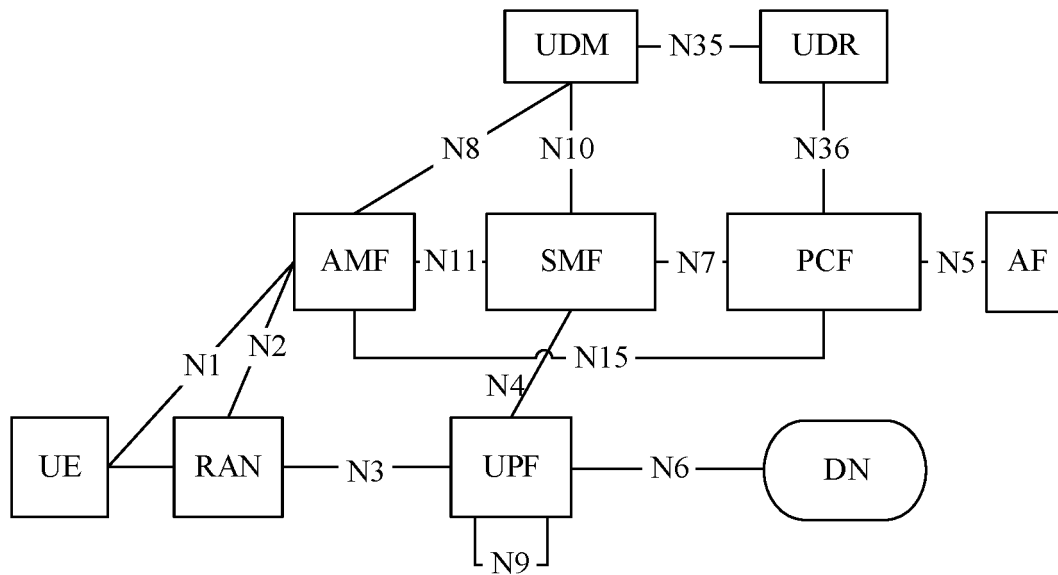 UDM N35 UDR
N8 N10 N36
AMF N11 SMF N7 PCF N5 AF
N1 N2 N15
N4
UE RAN N3 UPF N6 DN
N9